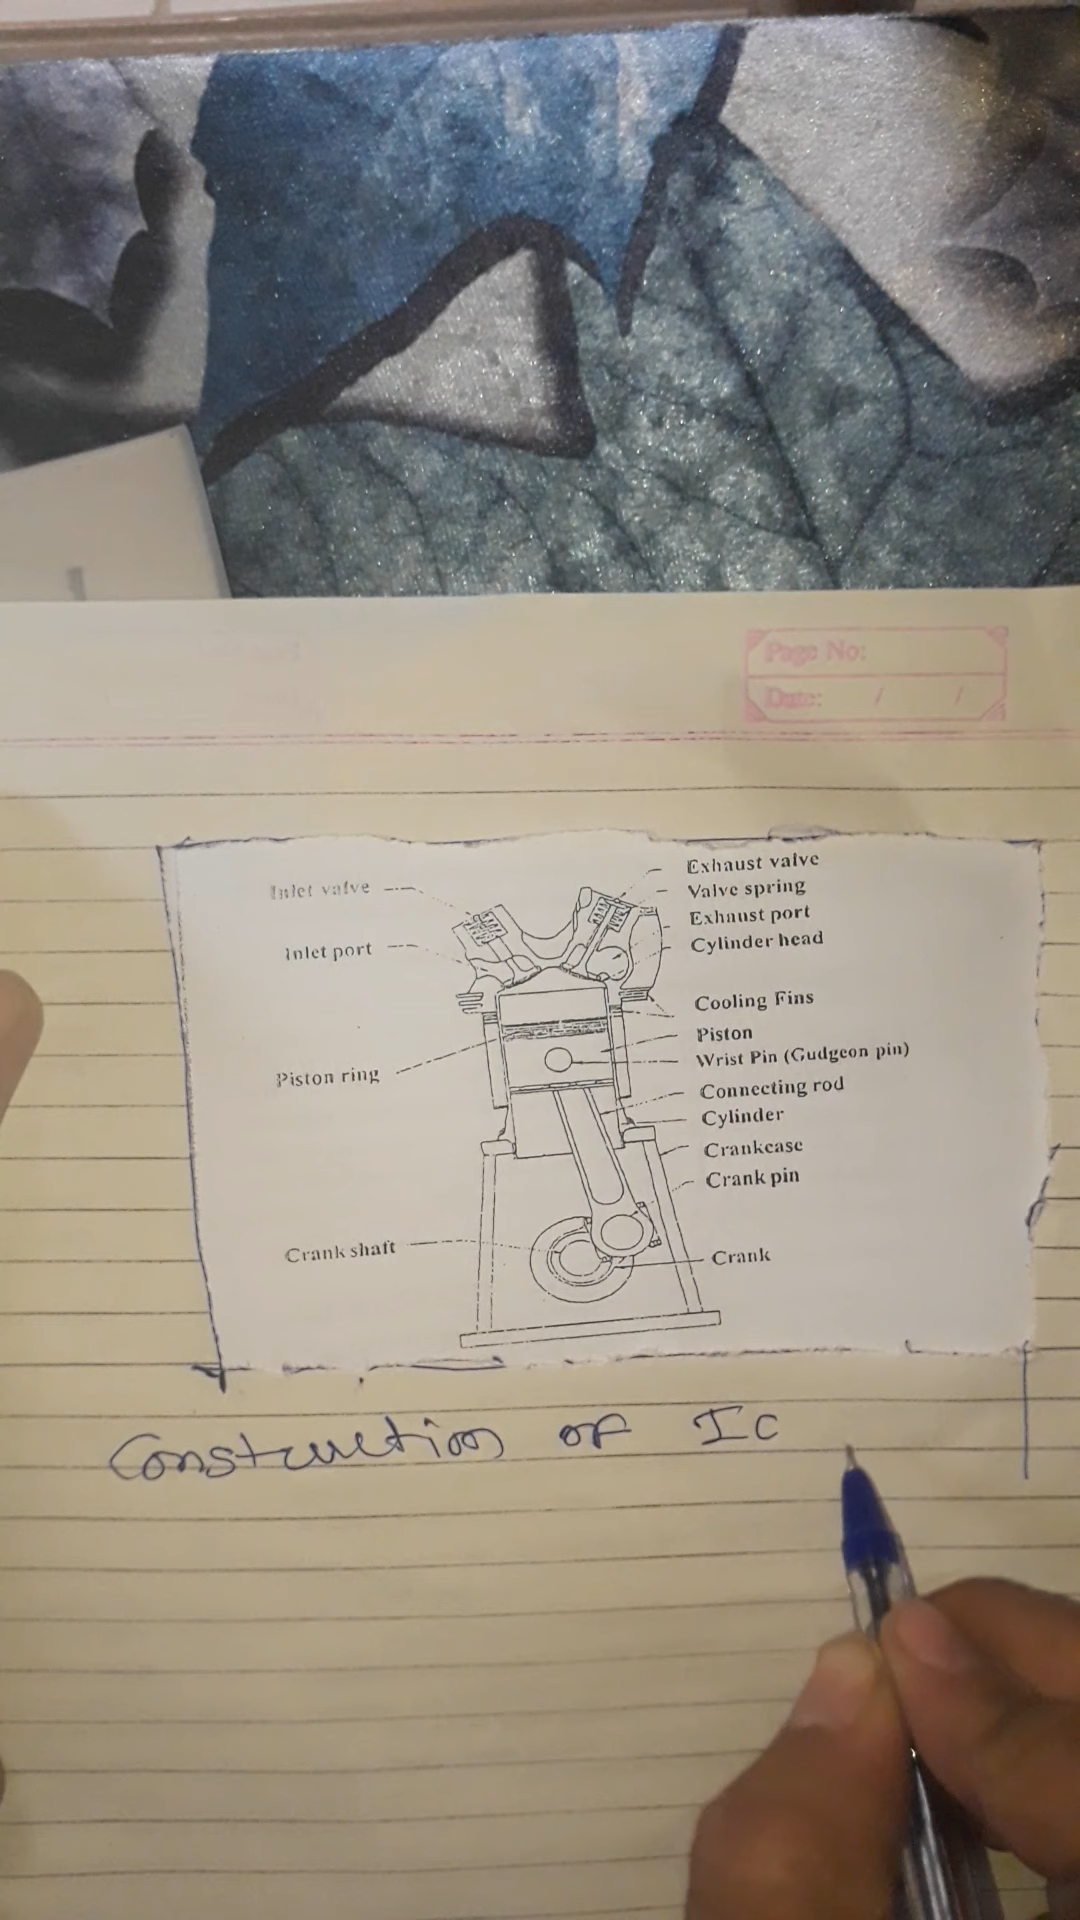 Page No:
Date: / /
Inlet valve
Inlet port
Piston ring
Crank shaft
Exhaust valve
Valve spring
Exhaust port
Cylinder head
Cooling Fins
Piston
Wrist Pin (Gudgeon pin)
Connecting rod
Cylinder
Crankcase
Crank pin
Crank
Construction of IC